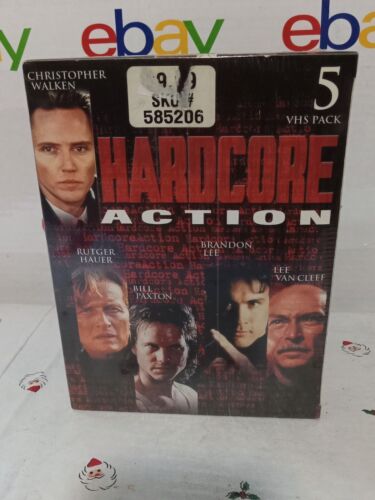 ebay
ebay
ebay
CHRISTOPHER
WALKEN
SKU #
585206
5
VHS PACK
HARDCORE
ACTION
RUTGER
HAUER
BILL
PAXTON
BRANDON
LEE
LEE
VAN CLEEF